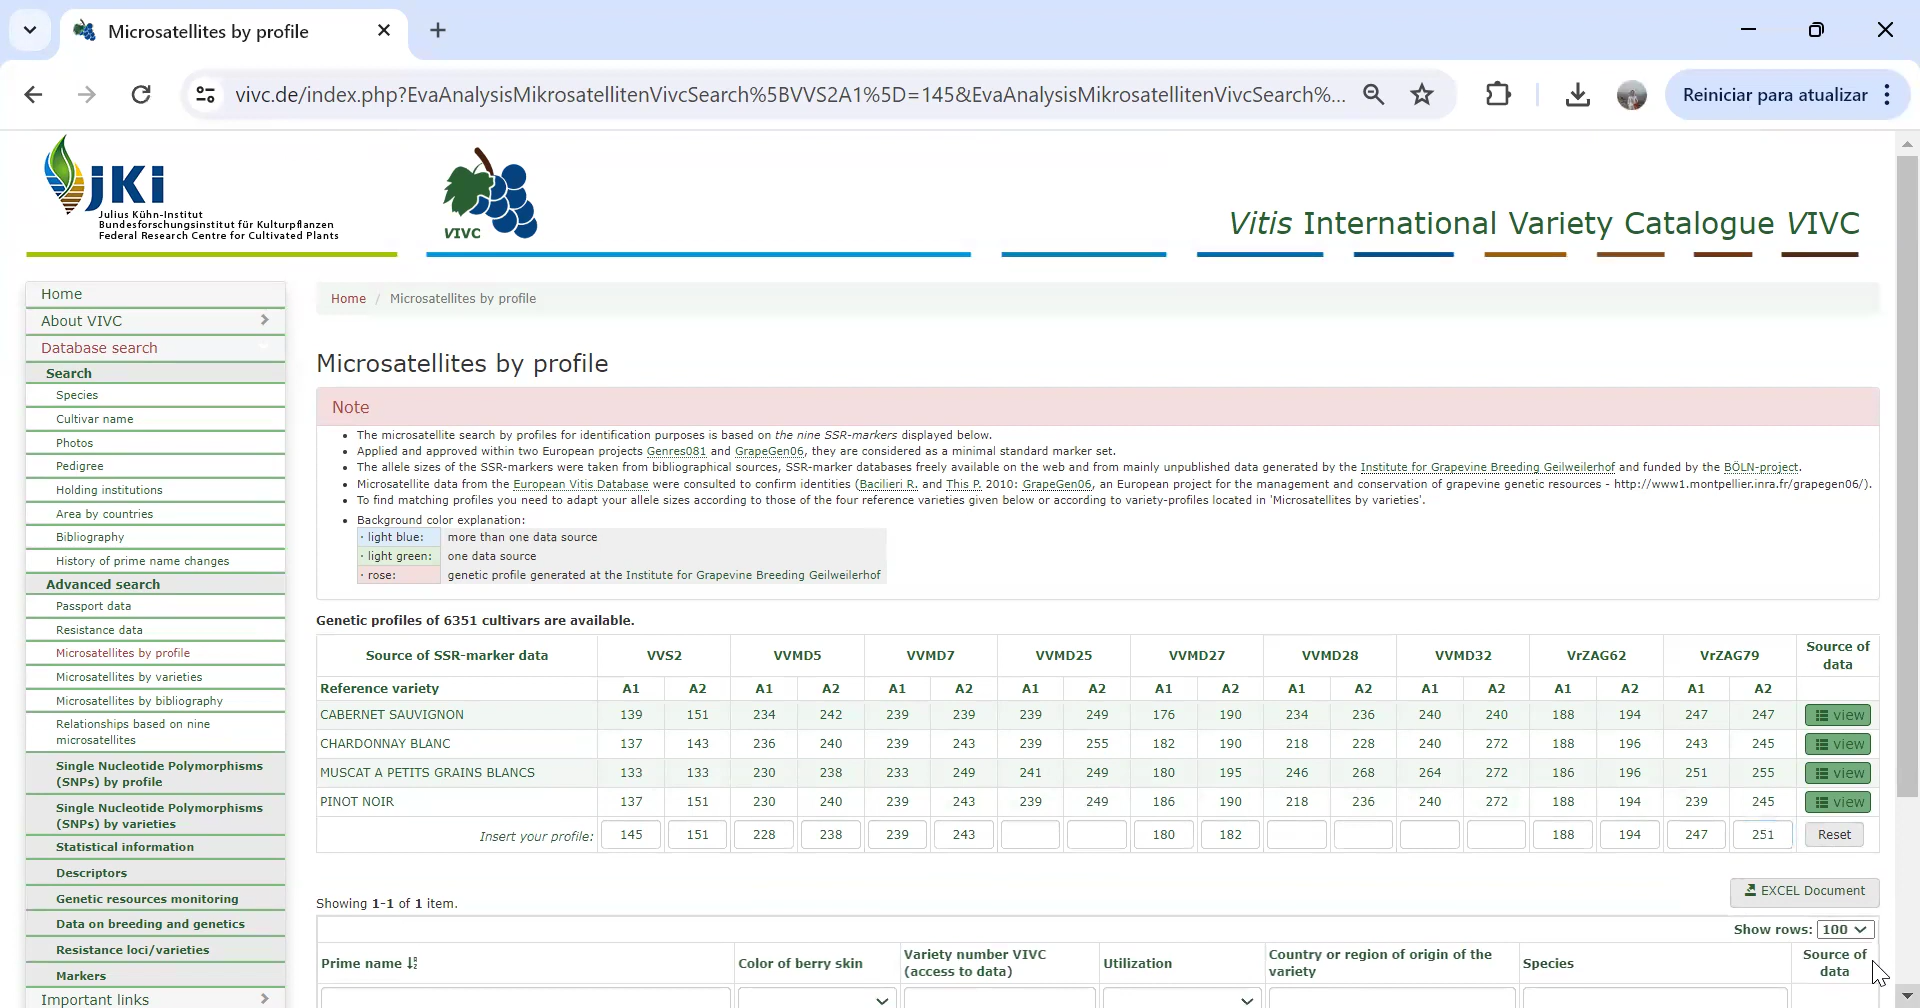 Microsatellites by profile
vivc.de/index.php?EvaAnalysisMikrosatellitenVivcSearch%5BVVS2A1%5D=145&EvaAnalysisMikrosatellitenVivcSearch%...
Reiniciar para atualizar
JKI
Julius Kühn-Institut
Bundesforschungsinstitut für Kulturpflanzen
Federal Research Centre for Cultivated Plants
VIVC
Vitis International Variety Catalogue VIVC
Home
About VIVC
Database search
Search
Species
Cultivar name
Photos
Pedigree
Holding institutions
Area by countries
Bibliography
History of prime name changes
Advanced search
Passport data
Resistance data
Microsatellites by profile
Microsatellites by varieties
Microsatellites by bibliography
Relationships based on nine
microsatellites
Single Nucleotide Polymorphisms
(SNPs) by profile
Single Nucleotide Polymorphisms
(SNPs) by varieties
Statistical information
Descriptors
Genetic resources monitoring
Data on breeding and genetics
Resistance loci/varieties
Markers
Important links
Home / Microsatellites by profile
Microsatellites by profile
Note
• The microsatellite search by profiles for identification purposes is based on the nine SSR-markers displayed below.
• Applied and approved within two European projects Genres081 and GrapeGen06, they are considered as a minimal standard marker set.
• The allele sizes of the SSR-markers were taken from bibliographical sources, SSR-marker databases freely available on the web and from mainly unpublished data generated by the Institute for Grapevine Breeding Geilweilerhof and funded by the BÖLN-project.
• Microsatellite data from the European Vitis Database were consulted to confirm identities (Bacilieri R. and This P. 2010: GrapeGen06, an European project for the management and conservation of grapevine genetic resources - http://www1.montpellier.inra.fr/grapegen06/).
• To find matching profiles you need to adapt your allele sizes according to those of the four reference varieties given below or according to variety-profiles located in 'Microsatellites by varieties'.
• Background color explanation:
· light blue: more than one data source
· light green: one data source
· rose: genetic profile generated at the Institute for Grapevine Breeding Geilweilerhof
Genetic profiles of 6351 cultivars are available.
Source of SSR-marker data VVS2 VVMD5 VVMD7 VVMD25 VVMD27 VVMD28 VVMD32 VrZAG62 VrZAG79 Source of data
Reference variety A1 A2 A1 A2 A1 A2 A1 A2 A1 A2 A1 A2 A1 A2 A1 A2 A1 A2
CABERNET SAUVIGNON 139 151 234 242 239 239 239 249 176 190 234 236 240 240 188 194 247 247 view
CHARDONNAY BLANC 137 143 236 240 239 243 239 255 182 190 218 228 240 272 188 196 243 245 view
MUSCAT A PETITS GRAINS BLANCS 133 133 230 238 233 249 241 249 180 195 246 268 264 272 186 196 251 255 view
PINOT NOIR 137 151 230 240 239 243 239 249 186 190 218 236 240 272 188 194 239 245 view
Insert your profile: 145 151 228 238 239 243 180 182 188 194 247 251 Reset
EXCEL Document
Showing 1-1 of 1 item.
Show rows: 100
Prime name Color of berry skin Variety number VIVC (access to data) Utilization Country or region of origin of the variety Species Source of data